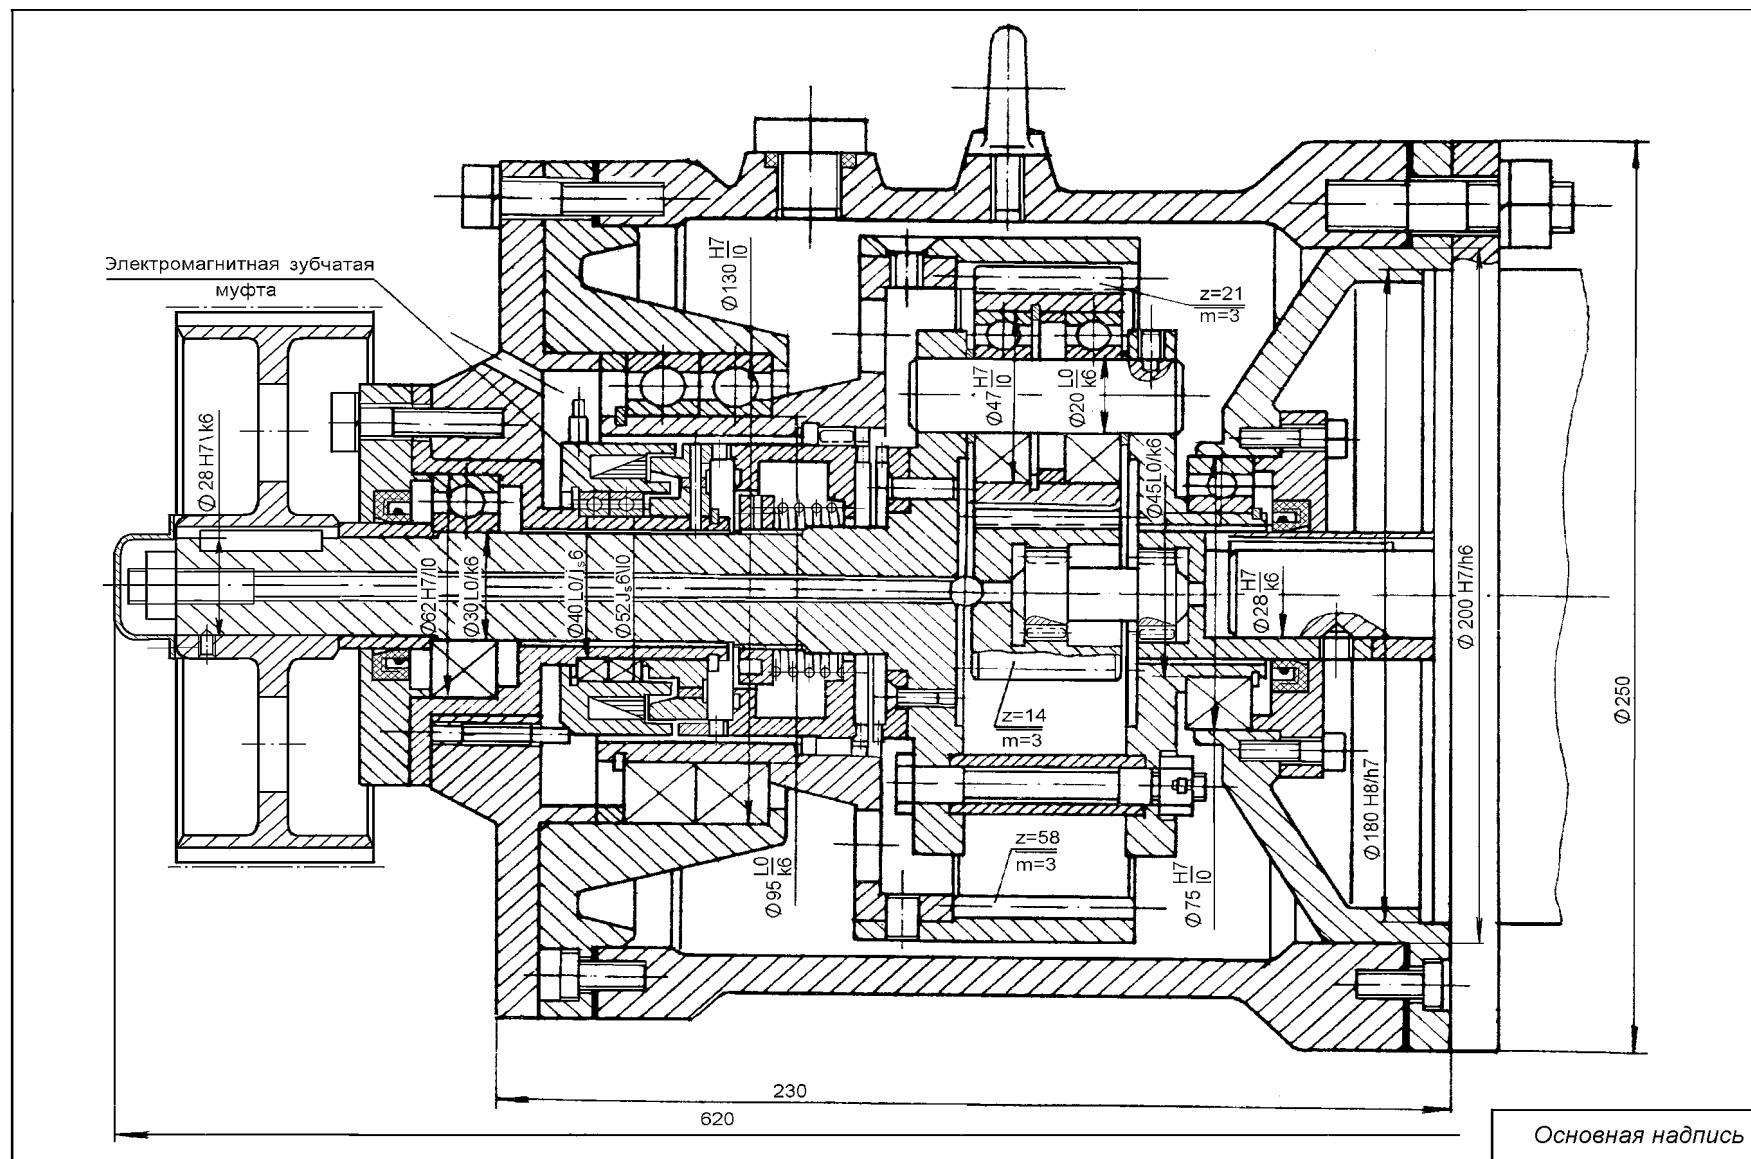 Электромагнитная зубчатая
муфта
Ø28 H7\ k6
Ø62 H7/l0
Ø30 L0/k6
Ø40 L0/Js6
Ø52 Js6\l0
Ø130 H7/l0
Ø95 L0/k6
z=21
m=3
Ø47 H7/l0
Ø20 L0/k6
Ø45 L0/k6
z=14
m=3
z=58
m=3
Ø75 H7/l0
Ø28 H7/k6
Ø180 H8/h7
Ø200 H7/h6
Ø250
230
620
Основная надпись